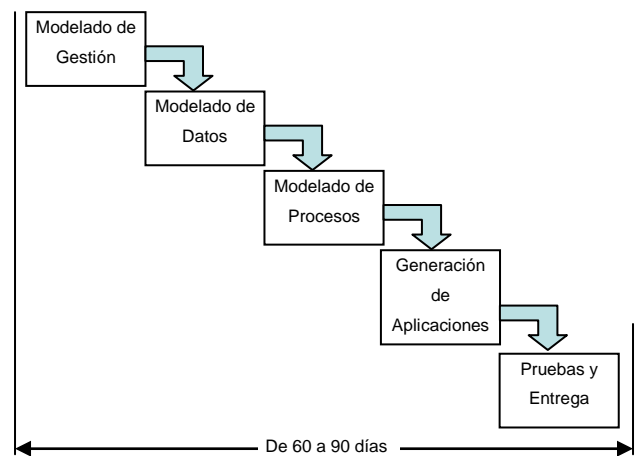 Modelado de
Gestión
Modelado de
Datos
Modelado de
Procesos
Generación
de
Aplicaciones
Pruebas y
Entrega
De 60 a 90 días